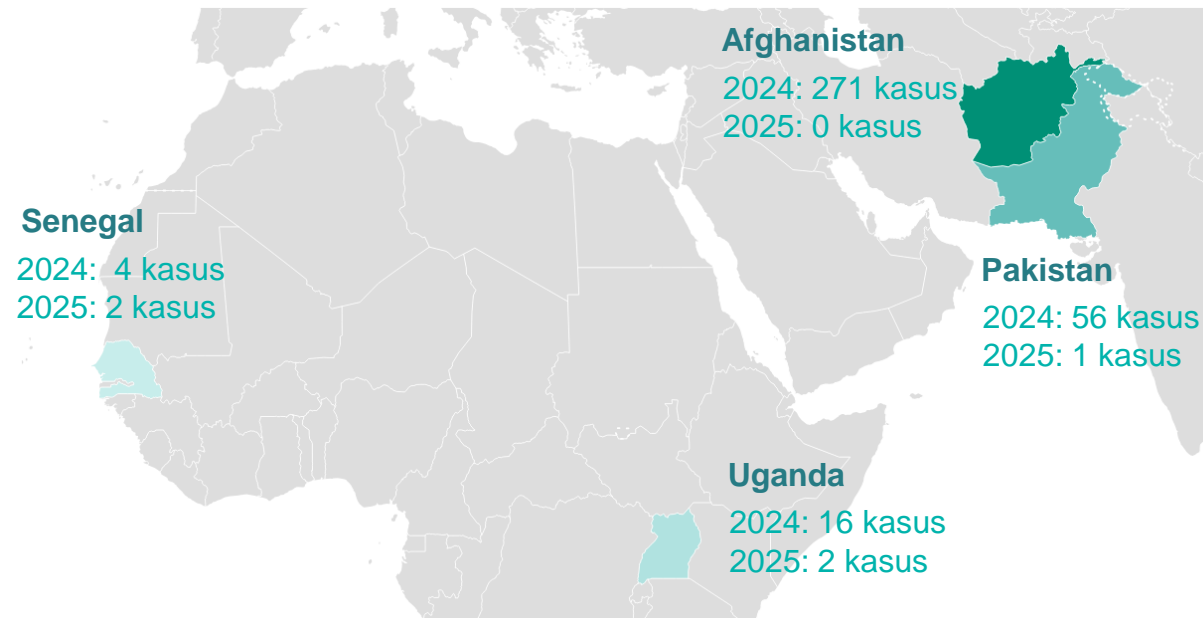 Afghanistan
2024: 271 kasus
2025: 0 kasus
Senegal
2024: 4 kasus
2025: 2 kasus
Pakistan
2024: 56 kasus
2025: 1 kasus
Uganda
2024: 16 kasus
2025: 2 kasus